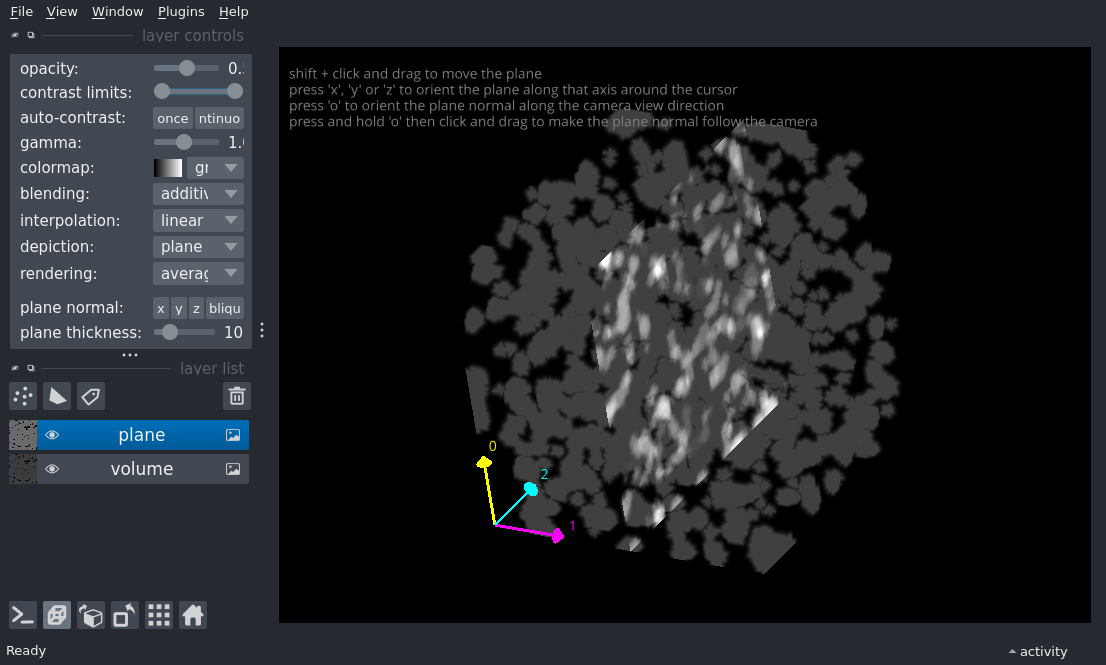 File View Window Plugins Help
layer controls
opacity: 0.
contrast limits:
auto-contrast: once ntinuo
gamma: 1.
colormap: gr
blending: additiv
interpolation: linear
depiction: plane
rendering: averag
plane normal: x y z bliqu
plane thickness: 10
layer list
plane
volume
shift + click and drag to move the plane
press 'x', 'y' or 'z' to orient the plane along that axis around the cursor
press 'o' to orient the plane normal along the camera view direction
press and hold 'o' then click and drag to make the plane normal follow the camera
0
2
1
Ready
activity